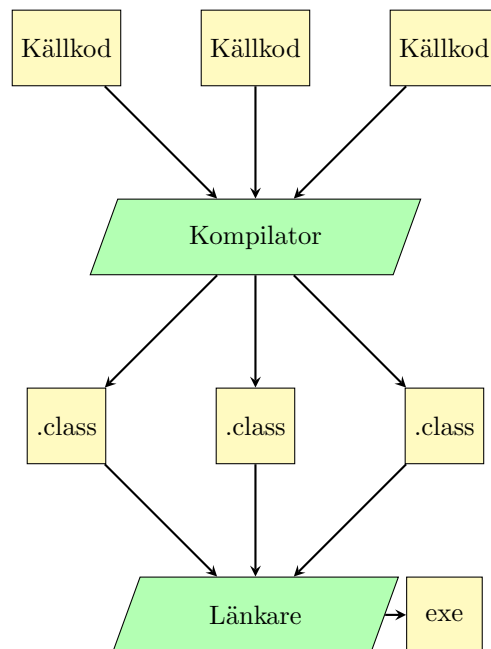 Källkod
Källkod
Källkod
Kompilator
.class
.class
.class
Länkare
exe